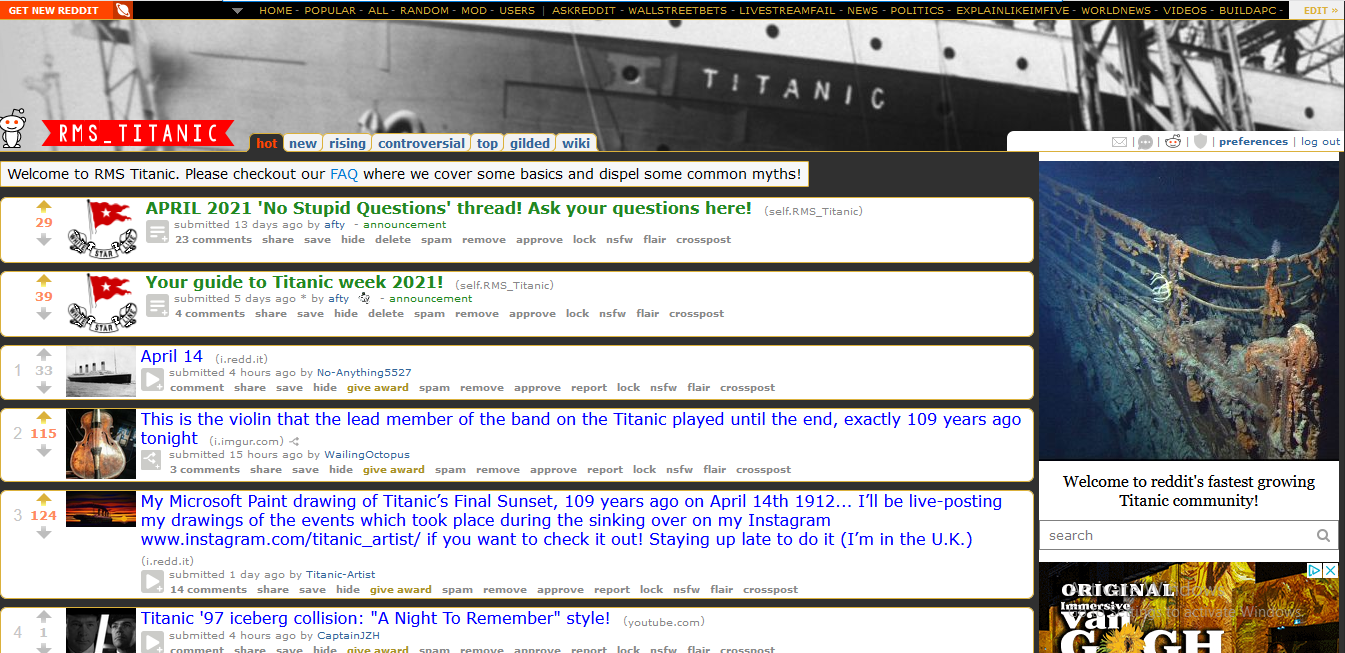 GET NEW REDDIT
HOME - POPULAR - ALL - RANDOM - MOD - USERS | ASKREDDIT - WALLSTREETBETS - LIVESTREAMFAIL - NEWS - POLITICS - EXPLAINLIKEIMFIVE - WORLDNEWS - VIDEOS - BUILDAPC -
EDIT »
TITANIC
RMS_TITANIC
hot new rising controversial top gilded wiki
| | | | preferences | log out
Welcome to RMS Titanic. Please checkout our FAQ where we cover some basics and dispel some common myths!
29
WHITE STAR LINE
APRIL 2021 'No Stupid Questions' thread! Ask your questions here! (self.RMS_Titanic)
submitted 13 days ago by afty - announcement
23 comments share save hide delete spam remove approve lock nsfw flair crosspost
39
WHITE STAR LINE
Your guide to Titanic week 2021! (self.RMS_Titanic)
submitted 5 days ago * by afty - announcement
4 comments share save hide delete spam remove approve lock nsfw flair crosspost
1
33
April 14 (i.redd.it)
submitted 4 hours ago by No-Anything5527
comment share save hide give award spam remove approve report lock nsfw flair crosspost
2
115
This is the violin that the lead member of the band on the Titanic played until the end, exactly 109 years ago
tonight (i.imgur.com)
submitted 15 hours ago by WailingOctopus
3 comments share save hide give award spam remove approve report lock nsfw flair crosspost
3
124
My Microsoft Paint drawing of Titanic’s Final Sunset, 109 years ago on April 14th 1912... I’ll be live-posting
my drawings of the events which took place during the sinking over on my Instagram
www.instagram.com/titanic_artist/ if you want to check it out! Staying up late to do it (I’m in the U.K.)
(i.redd.it)
submitted 1 day ago by Titanic-Artist
14 comments share save hide give award spam remove approve report lock nsfw flair crosspost
4
1
Titanic '97 iceberg collision: "A Night To Remember" style! (youtube.com)
submitted 4 hours ago by CaptainJZH
comment share save hide give award spam remove approve report lock nsfw flair crosspost
Welcome to reddit's fastest growing
Titanic community!
search
ORIGINAL
Immersive
van
GOGH
to activate Windows.